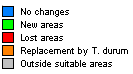 No changes
New areas
Lost areas
Replacement by T. durum
Outside suitable areas